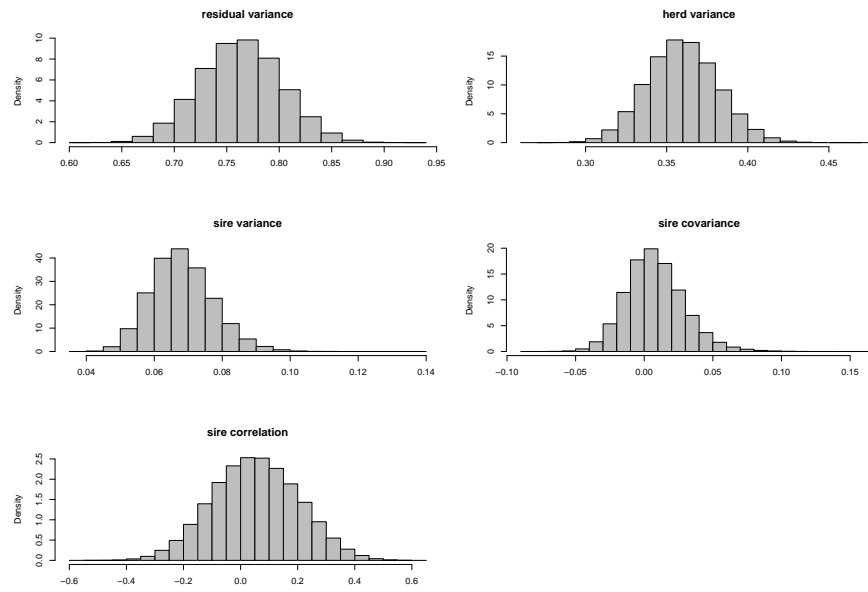 residual variance
Density
0 2 4 6 8 10
0.60 0.65 0.70 0.75 0.80 0.85 0.90 0.95
herd variance
Density
0 5 10 15
0.30 0.35 0.40 0.45
sire variance
Density
0 10 20 30 40
0.04 0.06 0.08 0.10 0.12 0.14
sire covariance
Density
0 5 10 15 20
−0.10 −0.05 0.00 0.05 0.10 0.15
sire correlation
Density
0.0 0.5 1.0 1.5 2.0 2.5
−0.6 −0.4 −0.2 0.0 0.2 0.4 0.6